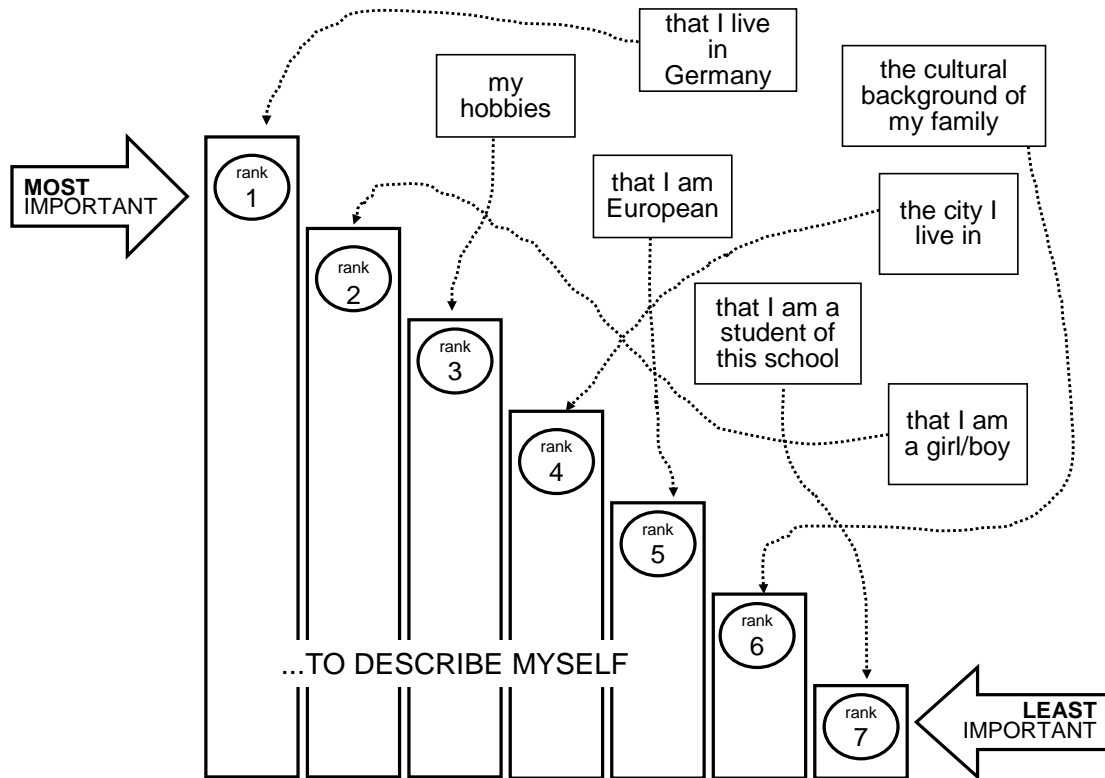 that I live
in
Germany
my
hobbies
the cultural
background of
my family
that I am
European
the city I
live in
that I am a
student of
this school
that I am
a girl/boy
MOST
IMPORTANT
rank
1
rank
2
rank
3
rank
4
rank
5
rank
6
rank
7
...TO DESCRIBE MYSELF
LEAST
IMPORTANT